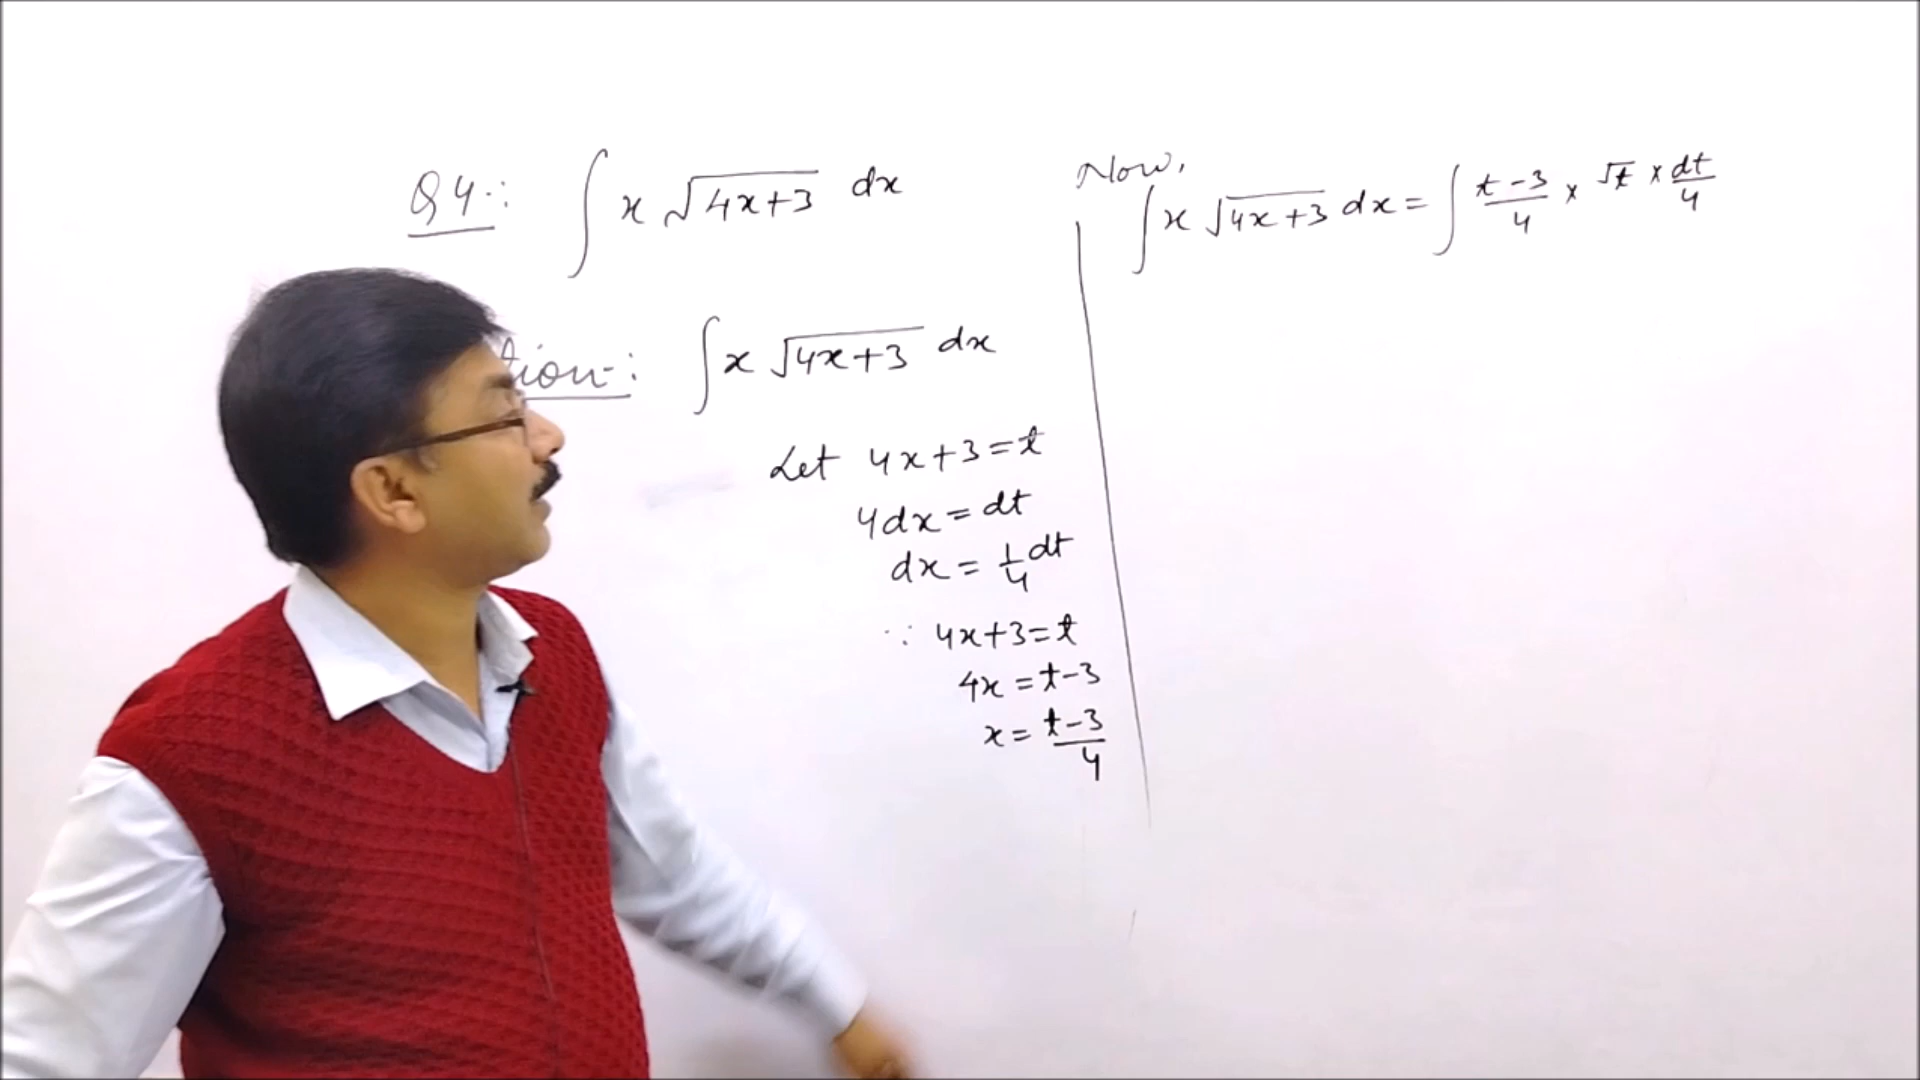 Q4.: ∫ x √4x+3 dx
tion: ∫ x √4x+3 dx
Let 4x+3=t
4dx = dt
dx = 1/4 dt
∵ 4x+3=t
4x = t-3
x = t-3/4
Now,
∫ x √4x+3 dx = ∫ t-3/4 × √t × dt/4